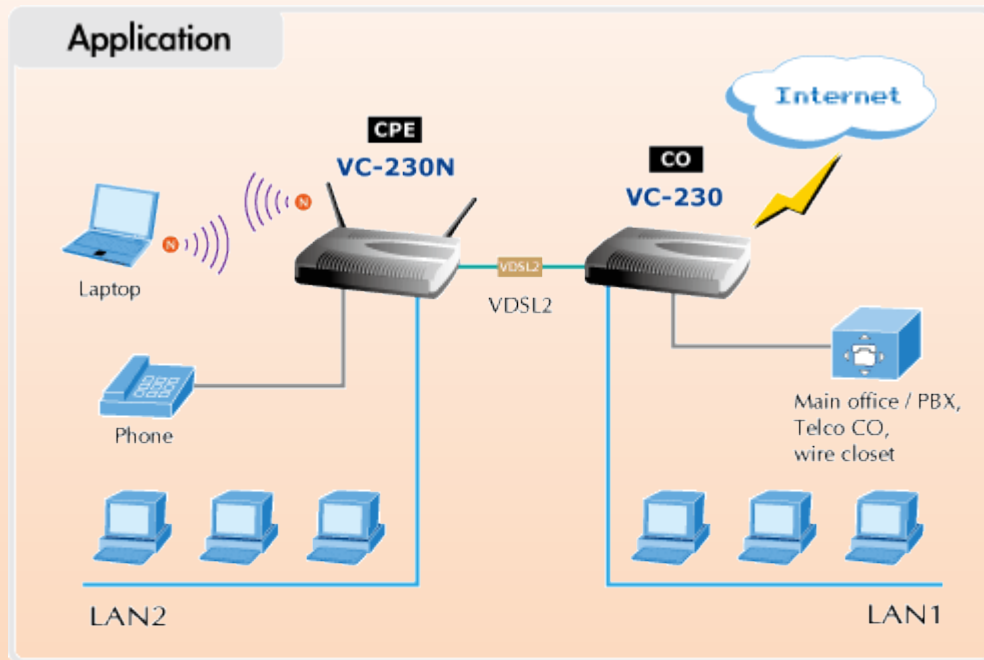 Application
Internet
CPE
VC-230N
CO
VC-230
N
N
VDSL2
Laptop
VDSL2
Phone
Main office / PBX,
Telco CO,
wire closet
LAN2
LAN1